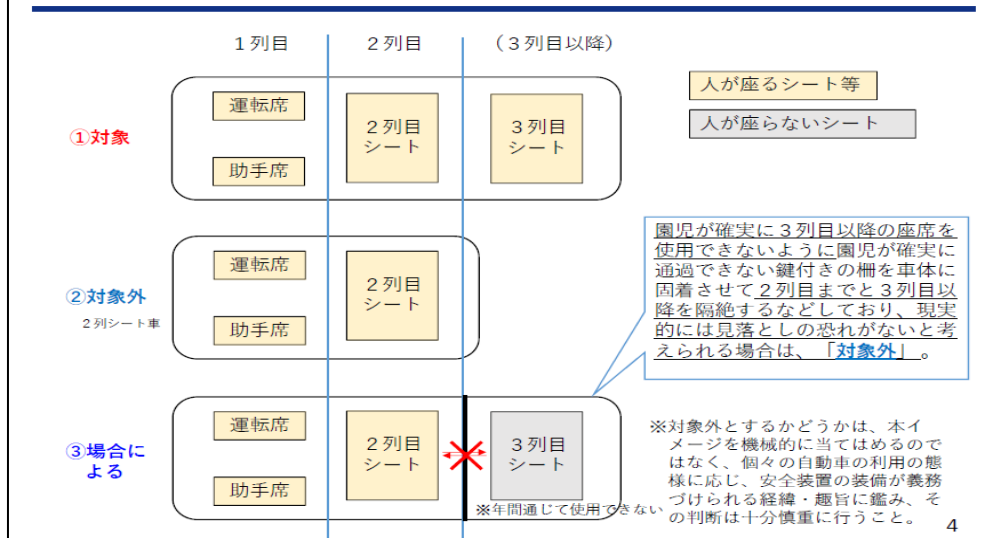 1列目
2列目
(3列目以降)
人が座るシート等
人が座らないシート
①対象
運転席
助手席
2列目
シート
3列目
シート
②対象外
2列シート車
運転席
助手席
2列目
シート
園児が確実に3列目以降の座席を
使用できないように園児が確実に
通過できない鍵付きの柵を車体に
固着させて2列目までと3列目以
降を隔絶するなどしており、現実
的には見落としの恐れがないと考
えられる場合は、「対象外」。
③場合に
よる
運転席
助手席
2列目
シート
3列目
シート
※年間通じて使用できない
※対象外とするかどうかは、本イ
メージを機械的に当てはめるので
はなく、個々の自動車の利用の態
様に応じ、安全装置の装備が義務
づけられる経緯・趣旨に鑑み、そ
の判断は十分慎重に行うこと。
4